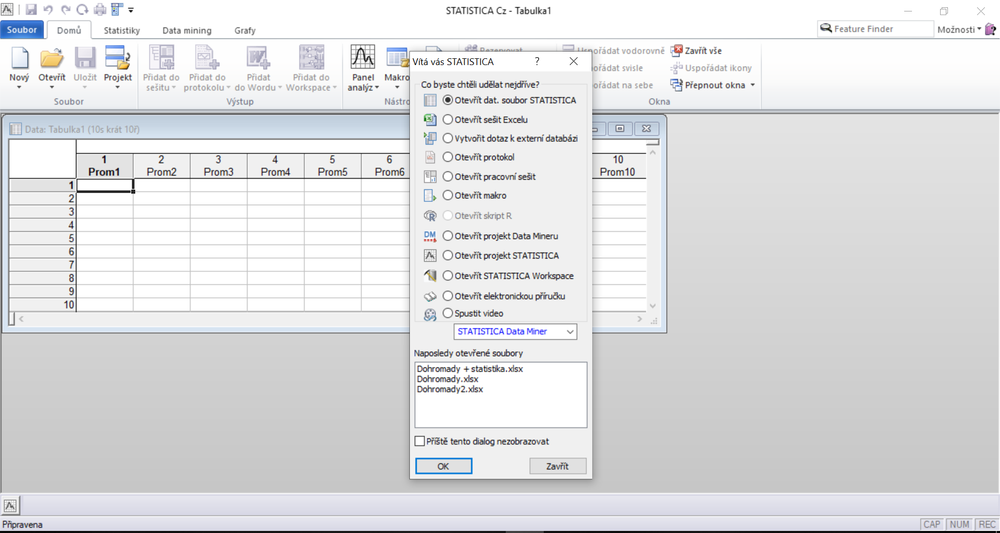 STATISTICA Cz - Tabulka1
Soubor Domů Statistiky Data mining Grafy Feature Finder Možnosti
Nový Otevřít Uložit Projekt
Soubor
Přidat do sešitu Přidat do protokolu Přidat do Wordu Přidat do Workspace
Výstup
Panel analýz Makro
Nástro
Rezervovat
Uspořádat vodorovně Zavřít vše
ořádat svisle Uspořádat ikony
ořádat na sebe Přepnout okna
Okna
Data: Tabulka1 (10s krát 10ř)
1 2 3 4 5 6 10
Prom1 Prom2 Prom3 Prom4 Prom5 Prom6 Prom10
1
2
3
4
5
6
7
8
9
10
Vítá vás STATISTICA ?
Co byste chtěli udělat nejdříve?
Otevřít dat. soubor STATISTICA
Otevřít sešit Excelu
Vytvořit dotaz k externí databázi
Otevřít protokol
Otevřít pracovní sešit
Otevřít makro
Otevřít skript R
DM Otevřít projekt Data Mineru
Otevřít projekt STATISTICA
Otevřít STATISTICA Workspace
Otevřít elektronickou příručku
Spustit video
STATISTICA Data Miner
Naposledy otevřené soubory
Dohromady + statistika.xlsx
Dohromady.xlsx
Dohromady2.xlsx
Příště tento dialog nezobrazovat
OK Zavřít
Připravena CAP NUM REC